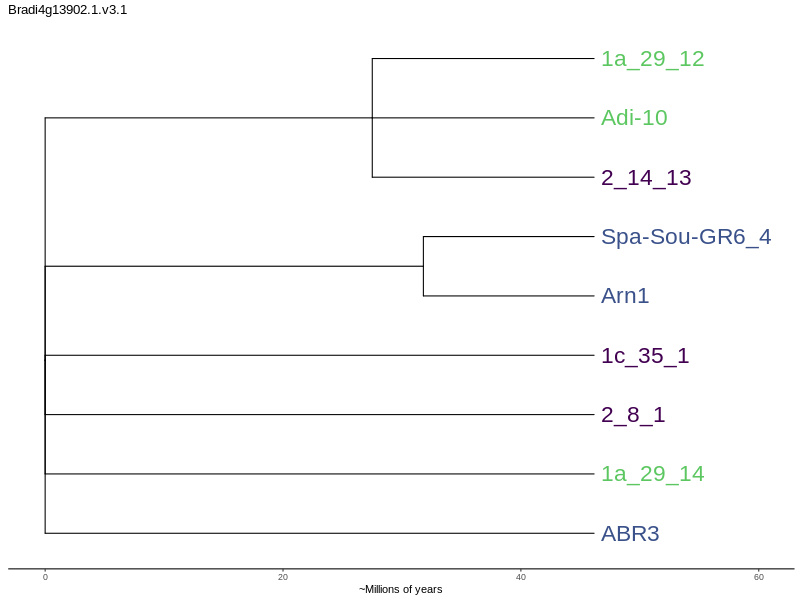 Bradi4g13902.1.v3.1
1a_29_12
Adi-10
2_14_13
Spa-Sou-GR6_4
Arn1
1c_35_1
2_8_1
1a_29_14
ABR3
0 20 40 60
~Millions of years